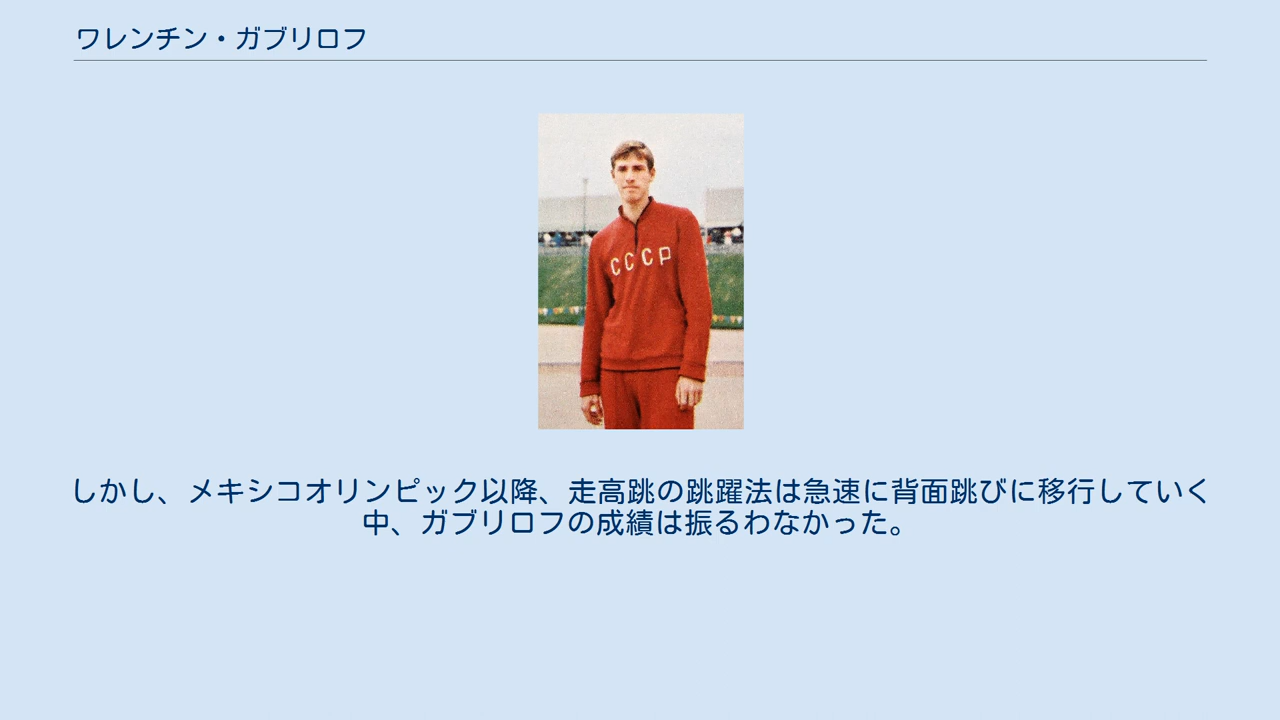 ワレンチン・ガブリロフ
СССР
しかし、メキシコオリンピック以降、走高跳の跳躍法は急速に背面跳びに移行していく
中、ガブリロフの成績は振るわなかった。